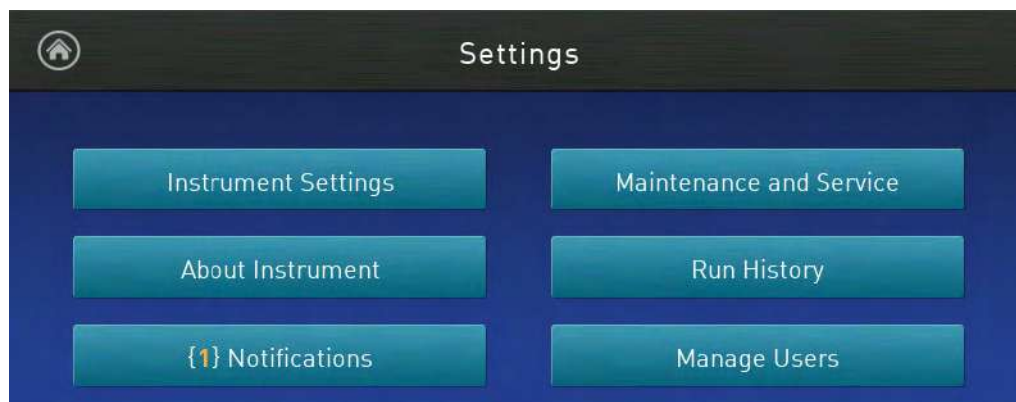 Settings
Instrument Settings
Maintenance and Service
About Instrument
Run History
{1} Notifications
Manage Users